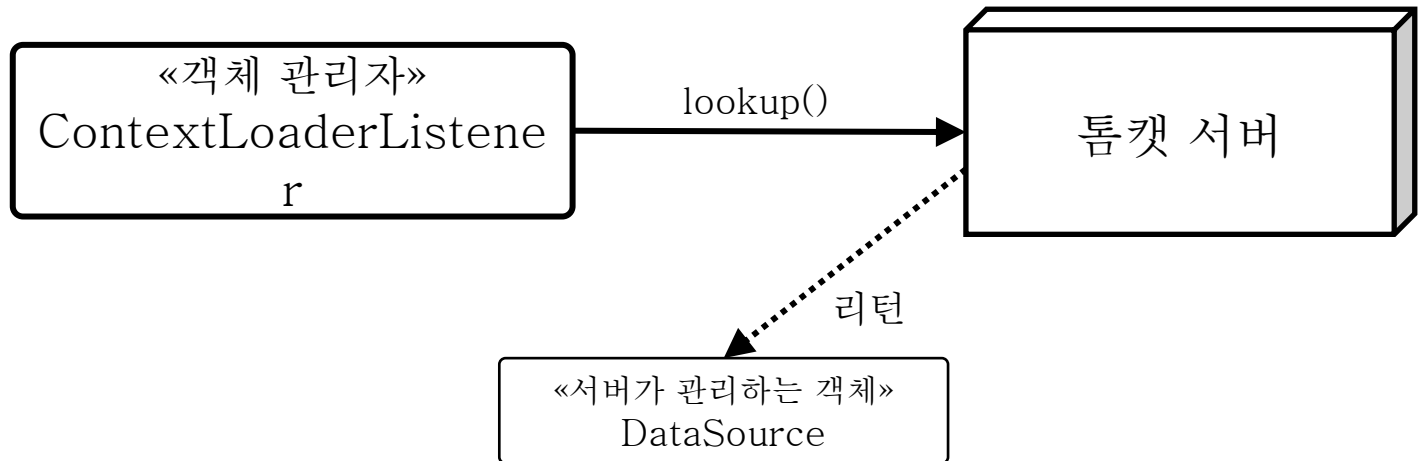 «객체 관리자»
ContextLoaderListene
r
lookup()
톰캣 서버
리턴
«서버가 관리하는 객체»
DataSource